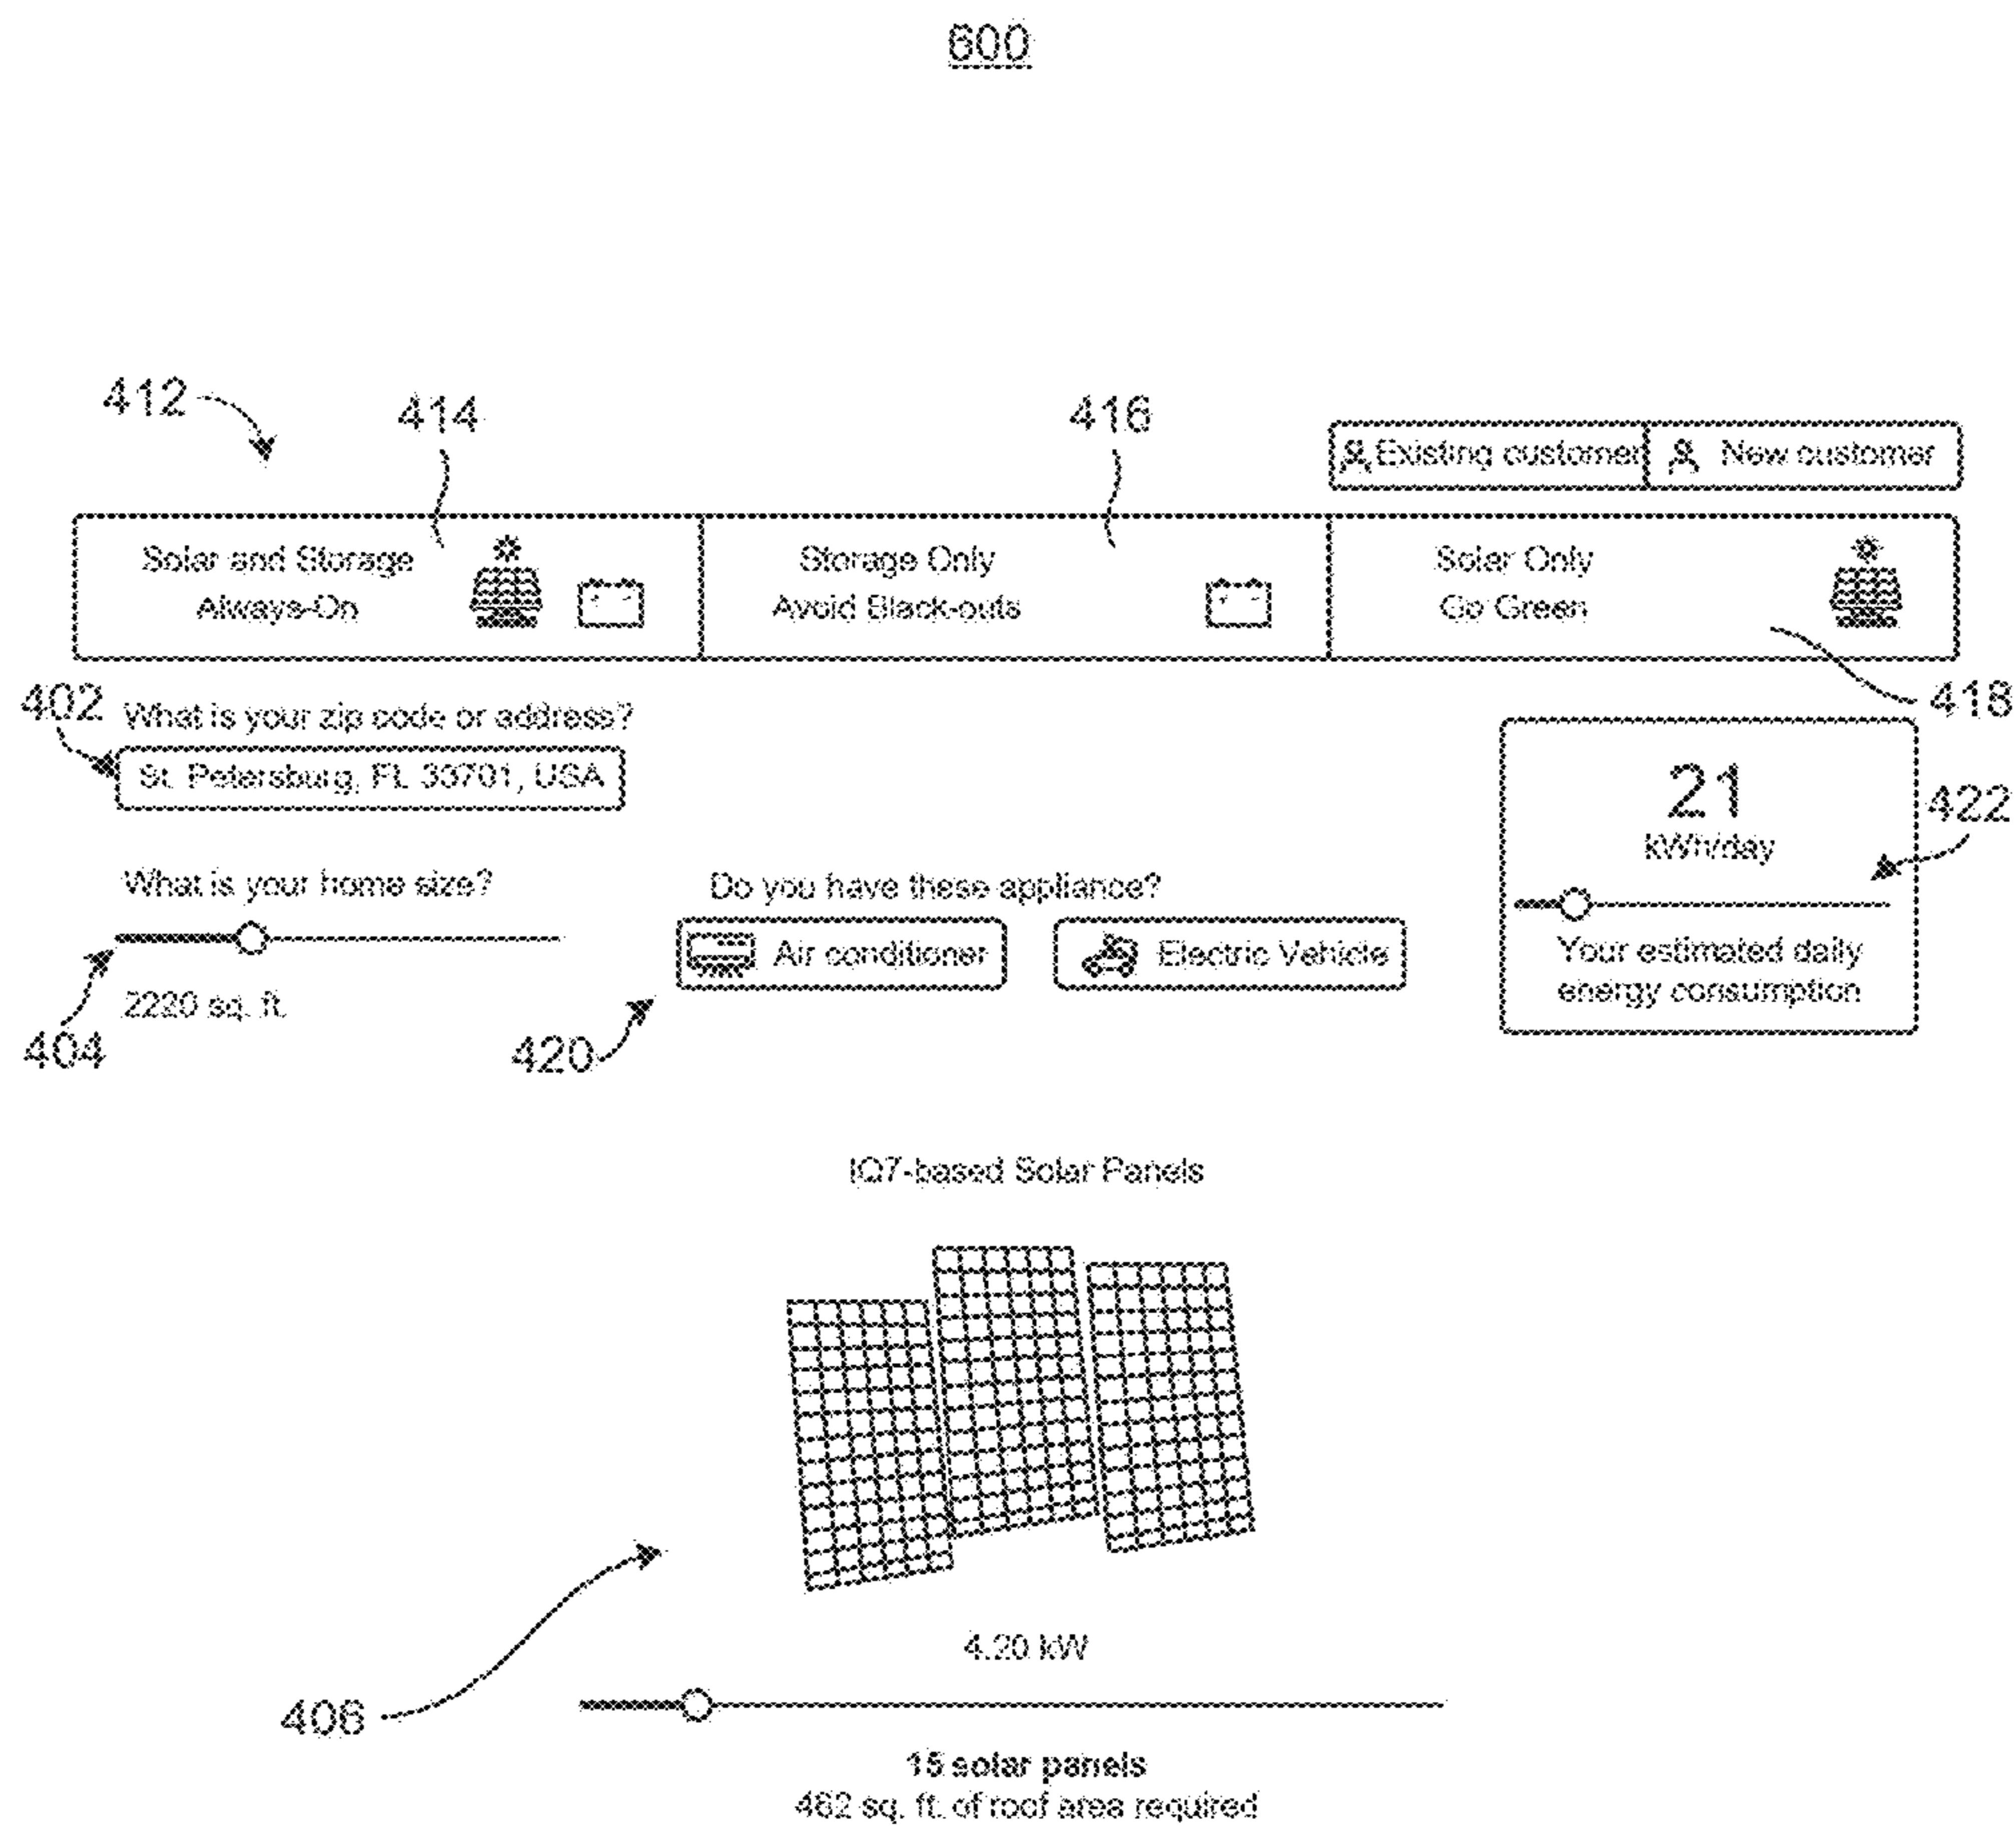 600
412
414
416
Existing customer
New customer
Solar and Storage
Always-On
Storage Only
Avoid Black-outs
Solar Only
Go Green
418
402
What is your zip code or address?
St. Petersburg, FL 33701, USA
21
kWh/day
422
Your estimated daily
energy consumption
What is your home size?
2220 sq. ft.
404
Do you have these appliance?
Air conditioner
Electric Vehicle
420
IQ7-based Solar Panels
4.20 kW
406
15 solar panels
462 sq. ft. of roof area required